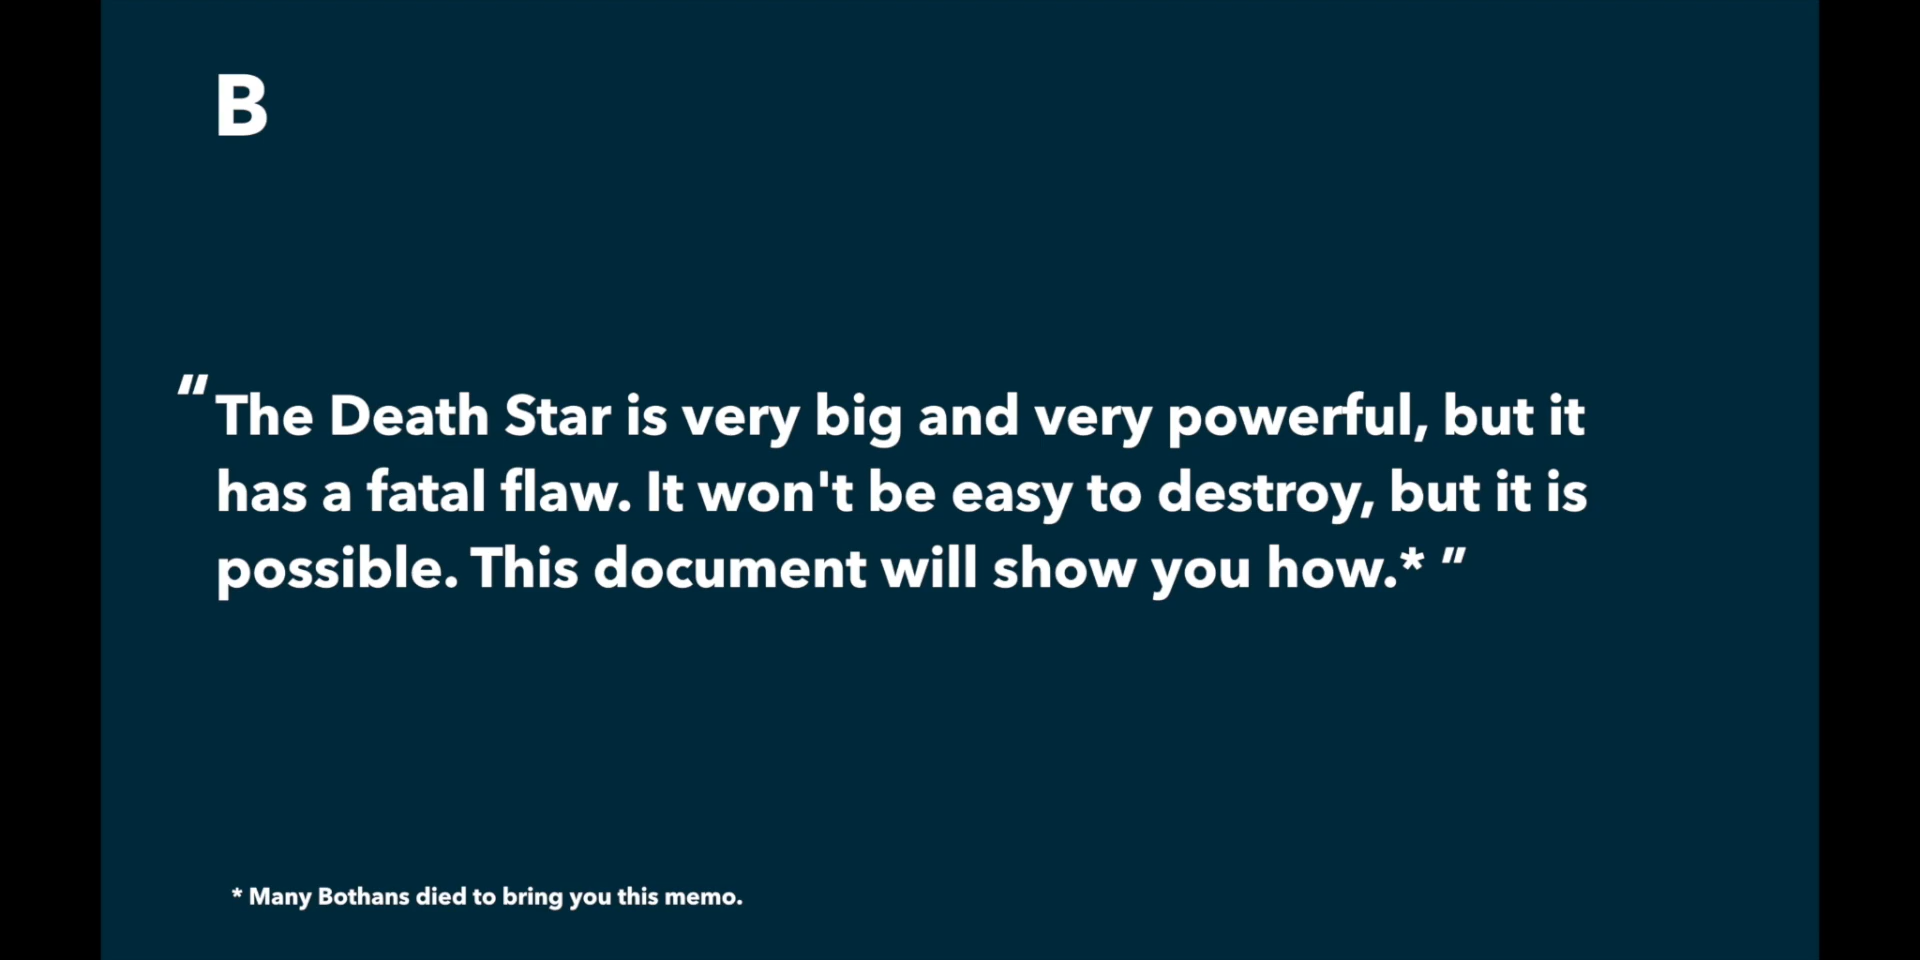 B
“The Death Star is very big and very powerful, but it
has a fatal flaw. It won't be easy to destroy, but it is
possible. This document will show you how.* ”
* Many Bothans died to bring you this memo.